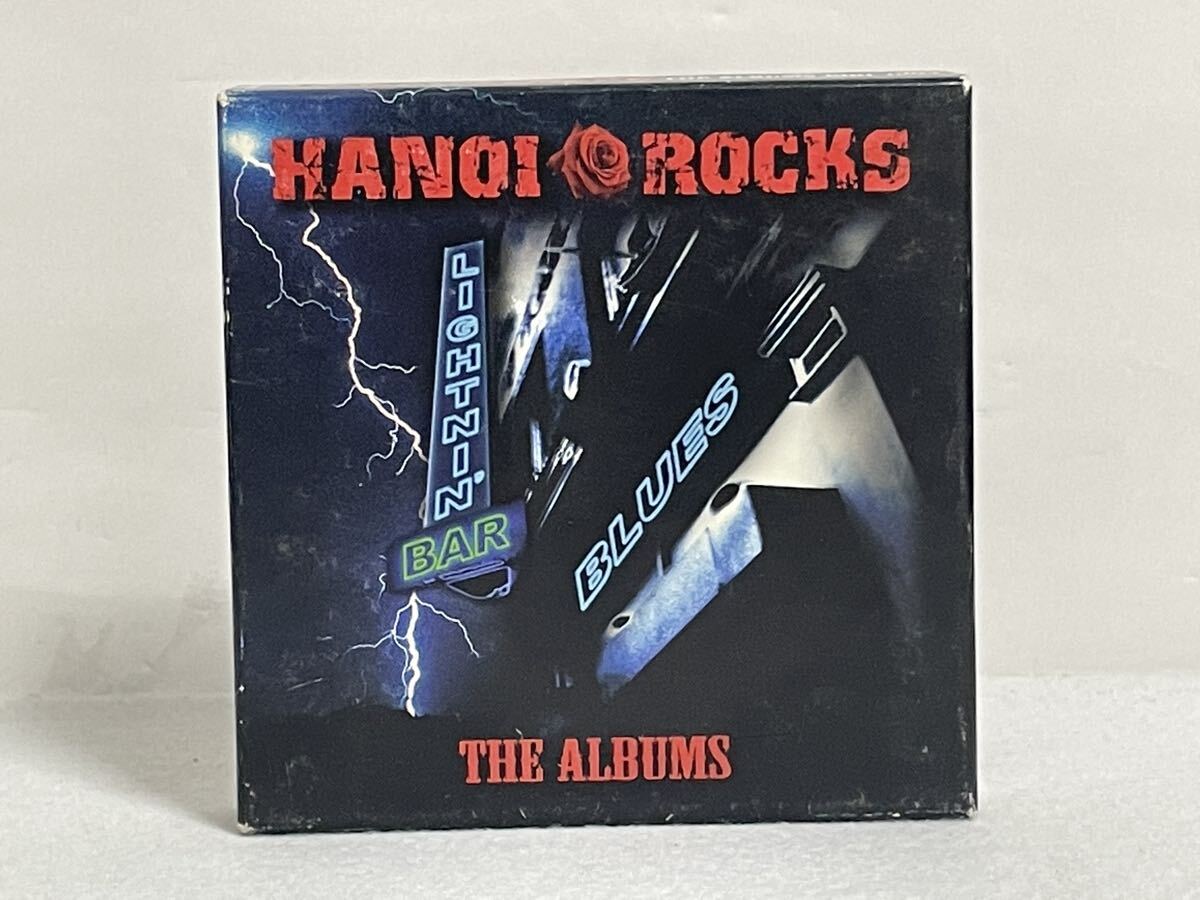 HANOI ROCKS
LIGHTNIN'
BAR
BLUES
THE ALBUMS